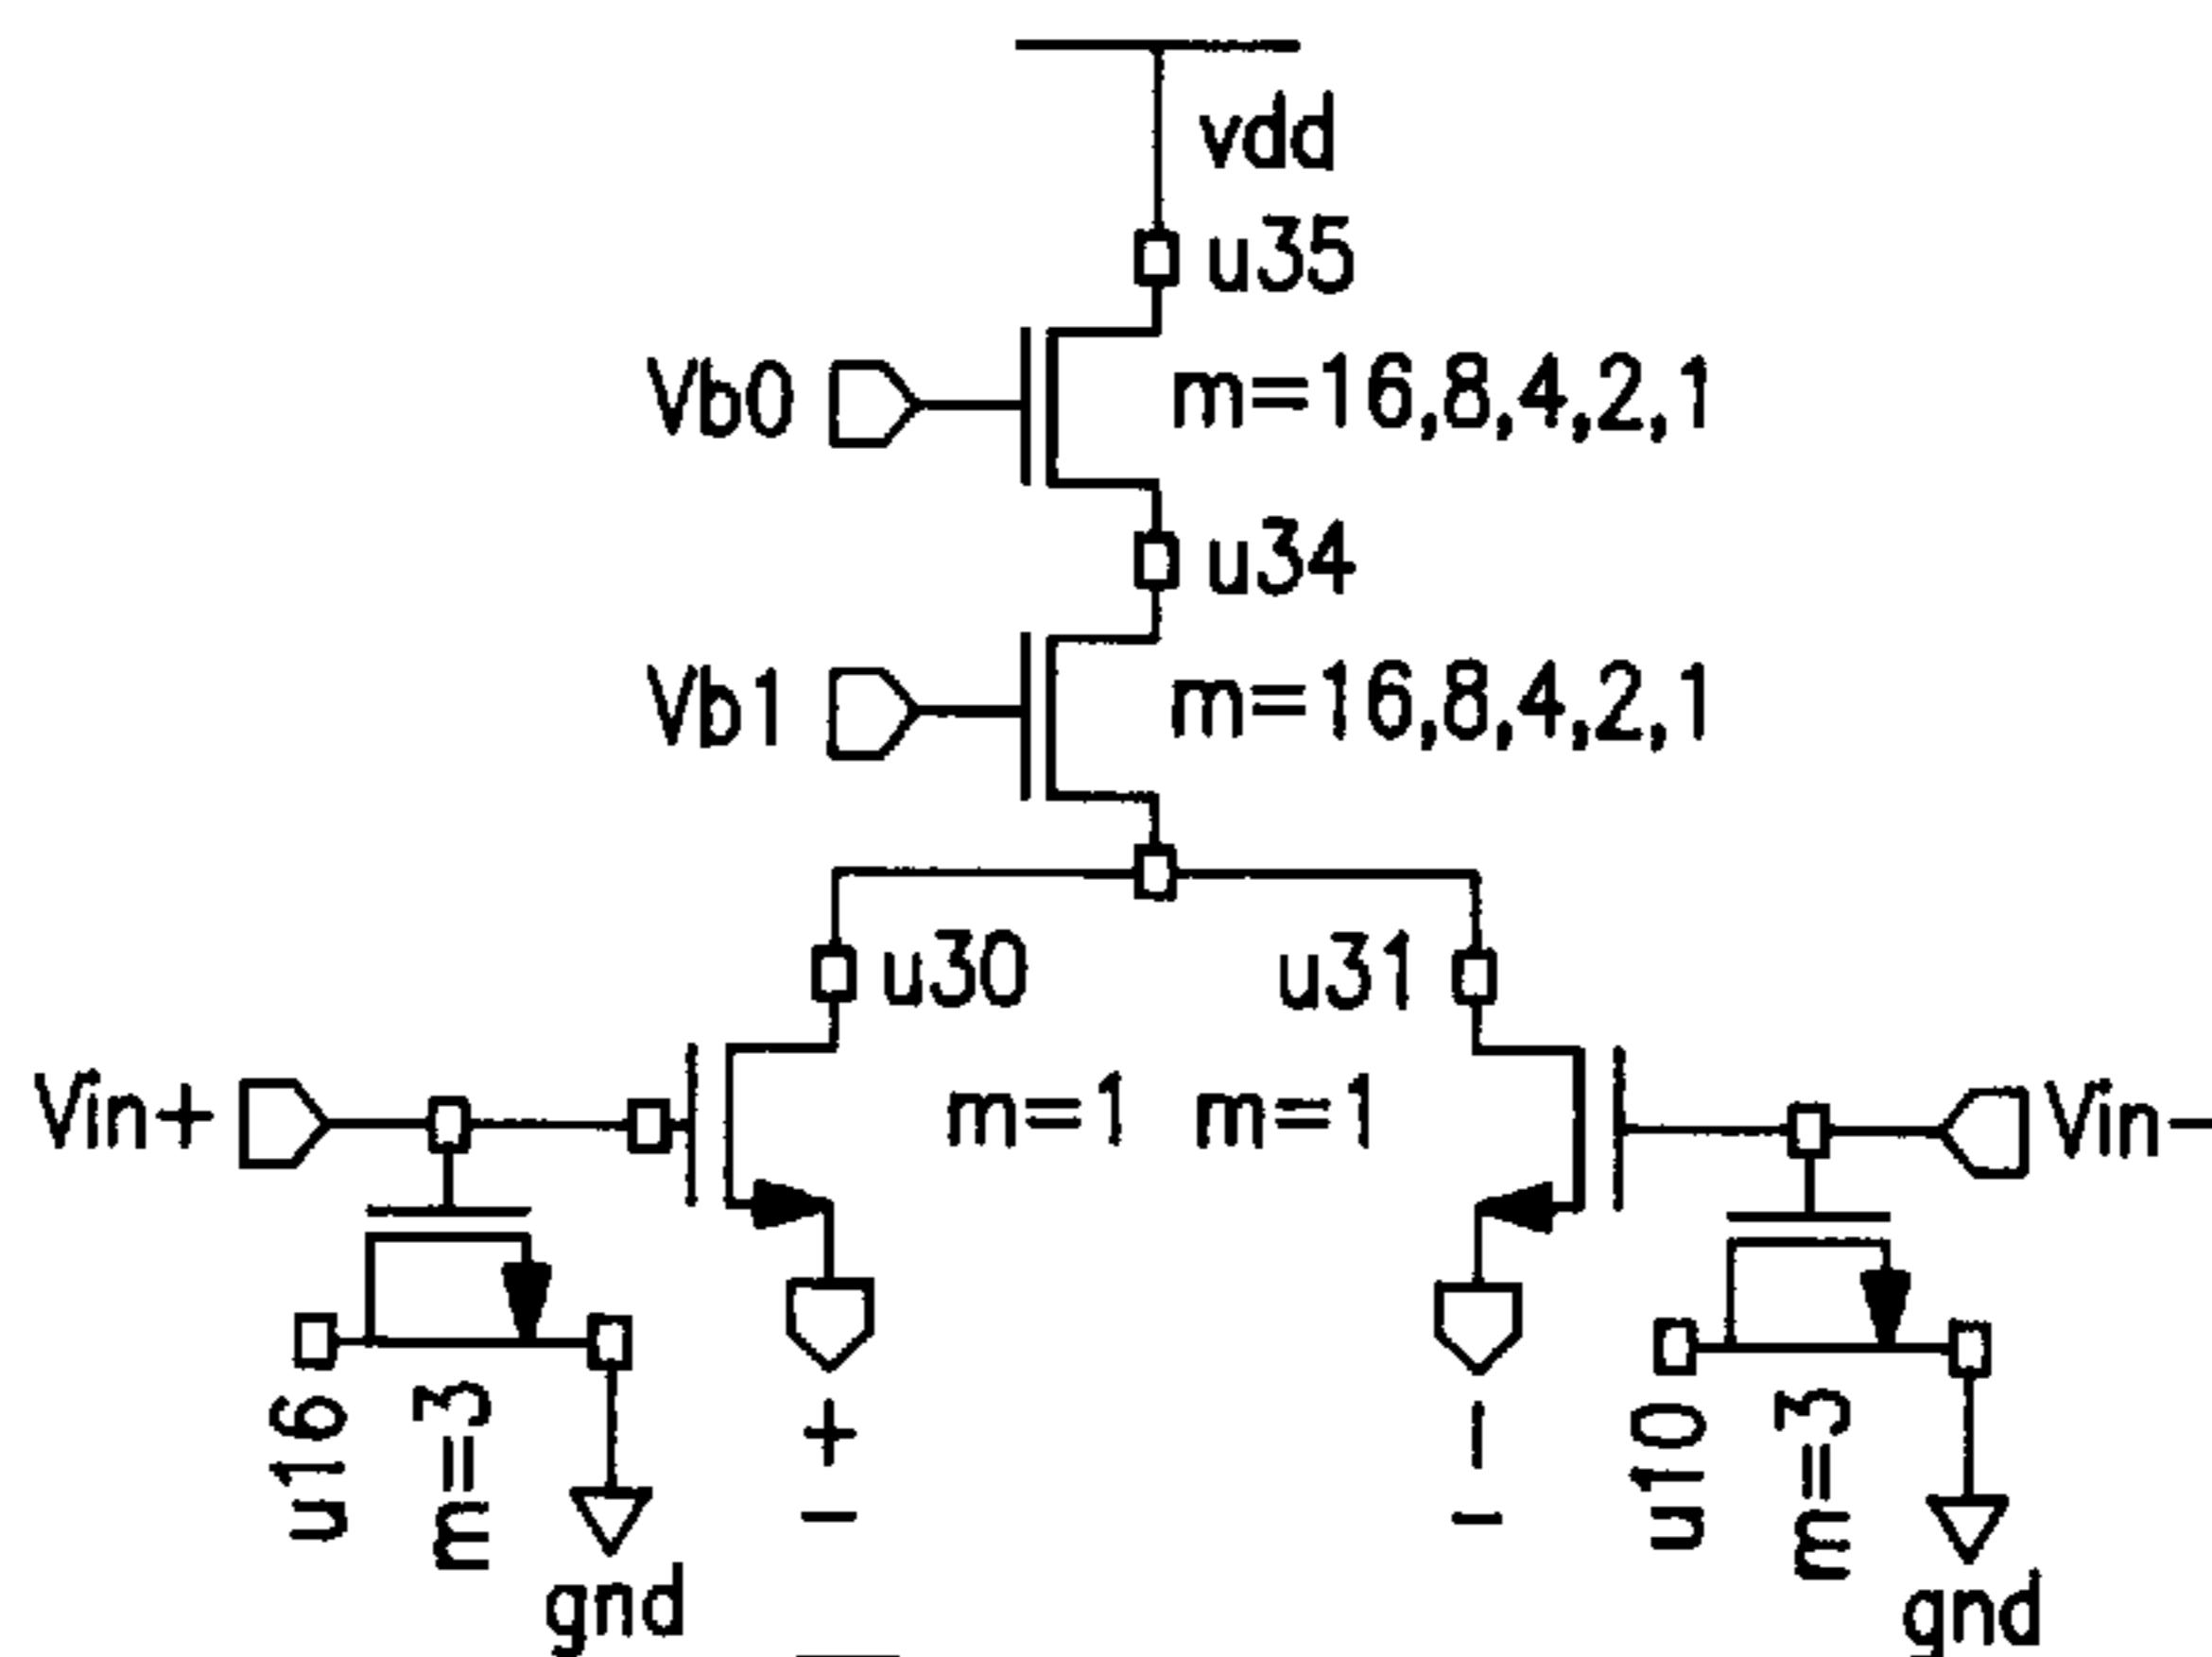 vdd
u35
Vb0
m=16,8,4,2,1
u34
Vb1
m=16,8,4,2,1
u30
u31
Vin+
m=1
m=1
Vin-
u16
m=3
+
-
-
-
u10
m=3
gnd
gnd